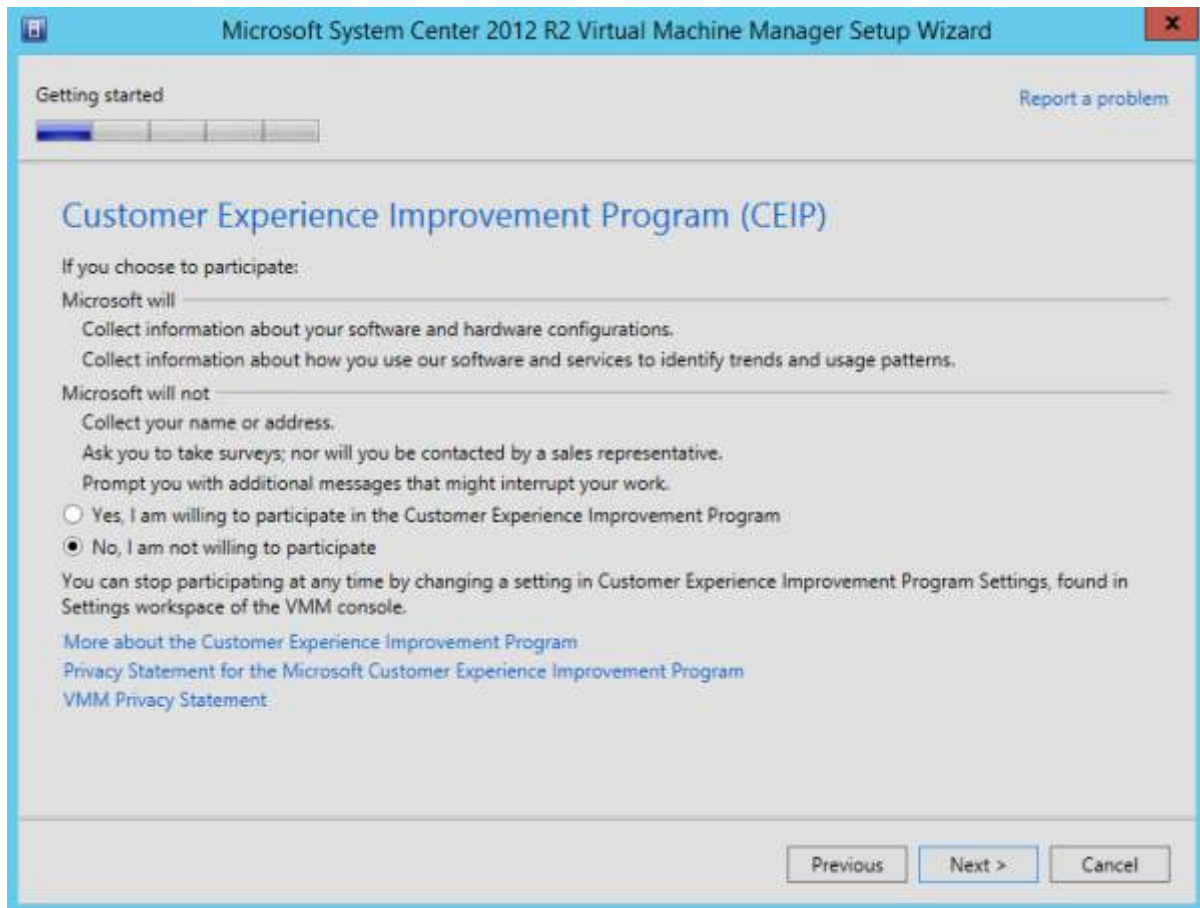 Microsoft System Center 2012 R2 Virtual Machine Manager Setup Wizard
x
Getting started
Report a problem
Customer Experience Improvement Program (CEIP)
If you choose to participate:
Microsoft will
Collect information about your software and hardware configurations.
Collect information about how you use our software and services to identify trends and usage patterns.
Microsoft will not
Collect your name or address.
Ask you to take surveys; nor will you be contacted by a sales representative.
Prompt you with additional messages that might interrupt your work.
Yes, I am willing to participate in the Customer Experience Improvement Program
No, I am not willing to participate
You can stop participating at any time by changing a setting in Customer Experience Improvement Program Settings, found in
Settings workspace of the VMM console.
More about the Customer Experience Improvement Program
Privacy Statement for the Microsoft Customer Experience Improvement Program
VMM Privacy Statement
Previous
Next >
Cancel